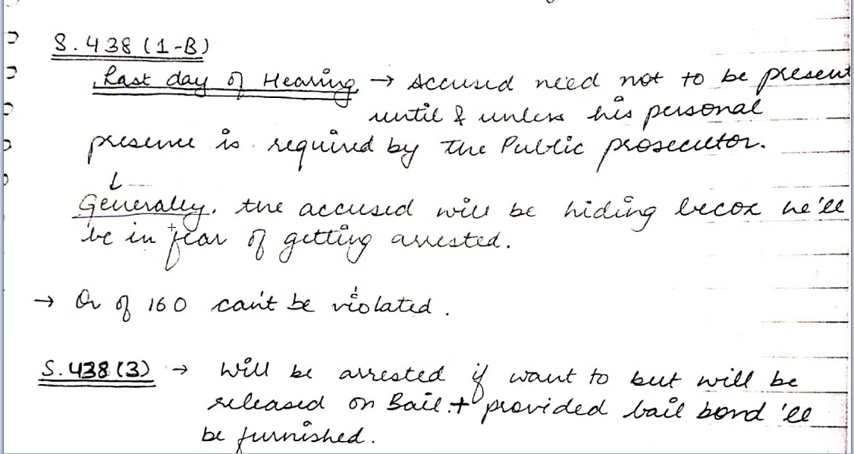 S. 438 (1-B)
Last day of Hearing → Accused need not to be present
until & unless his personal
presence is required by the Public prosecutor.
↓
Generally, the accused will be hiding becox he'll
be in fear of getting arrested.
→ Or of 160 can't be violated.
S. 438 (3) → Will be arrested if want to but will be
released on Bail. + provided bail bond 'll
be furnished.